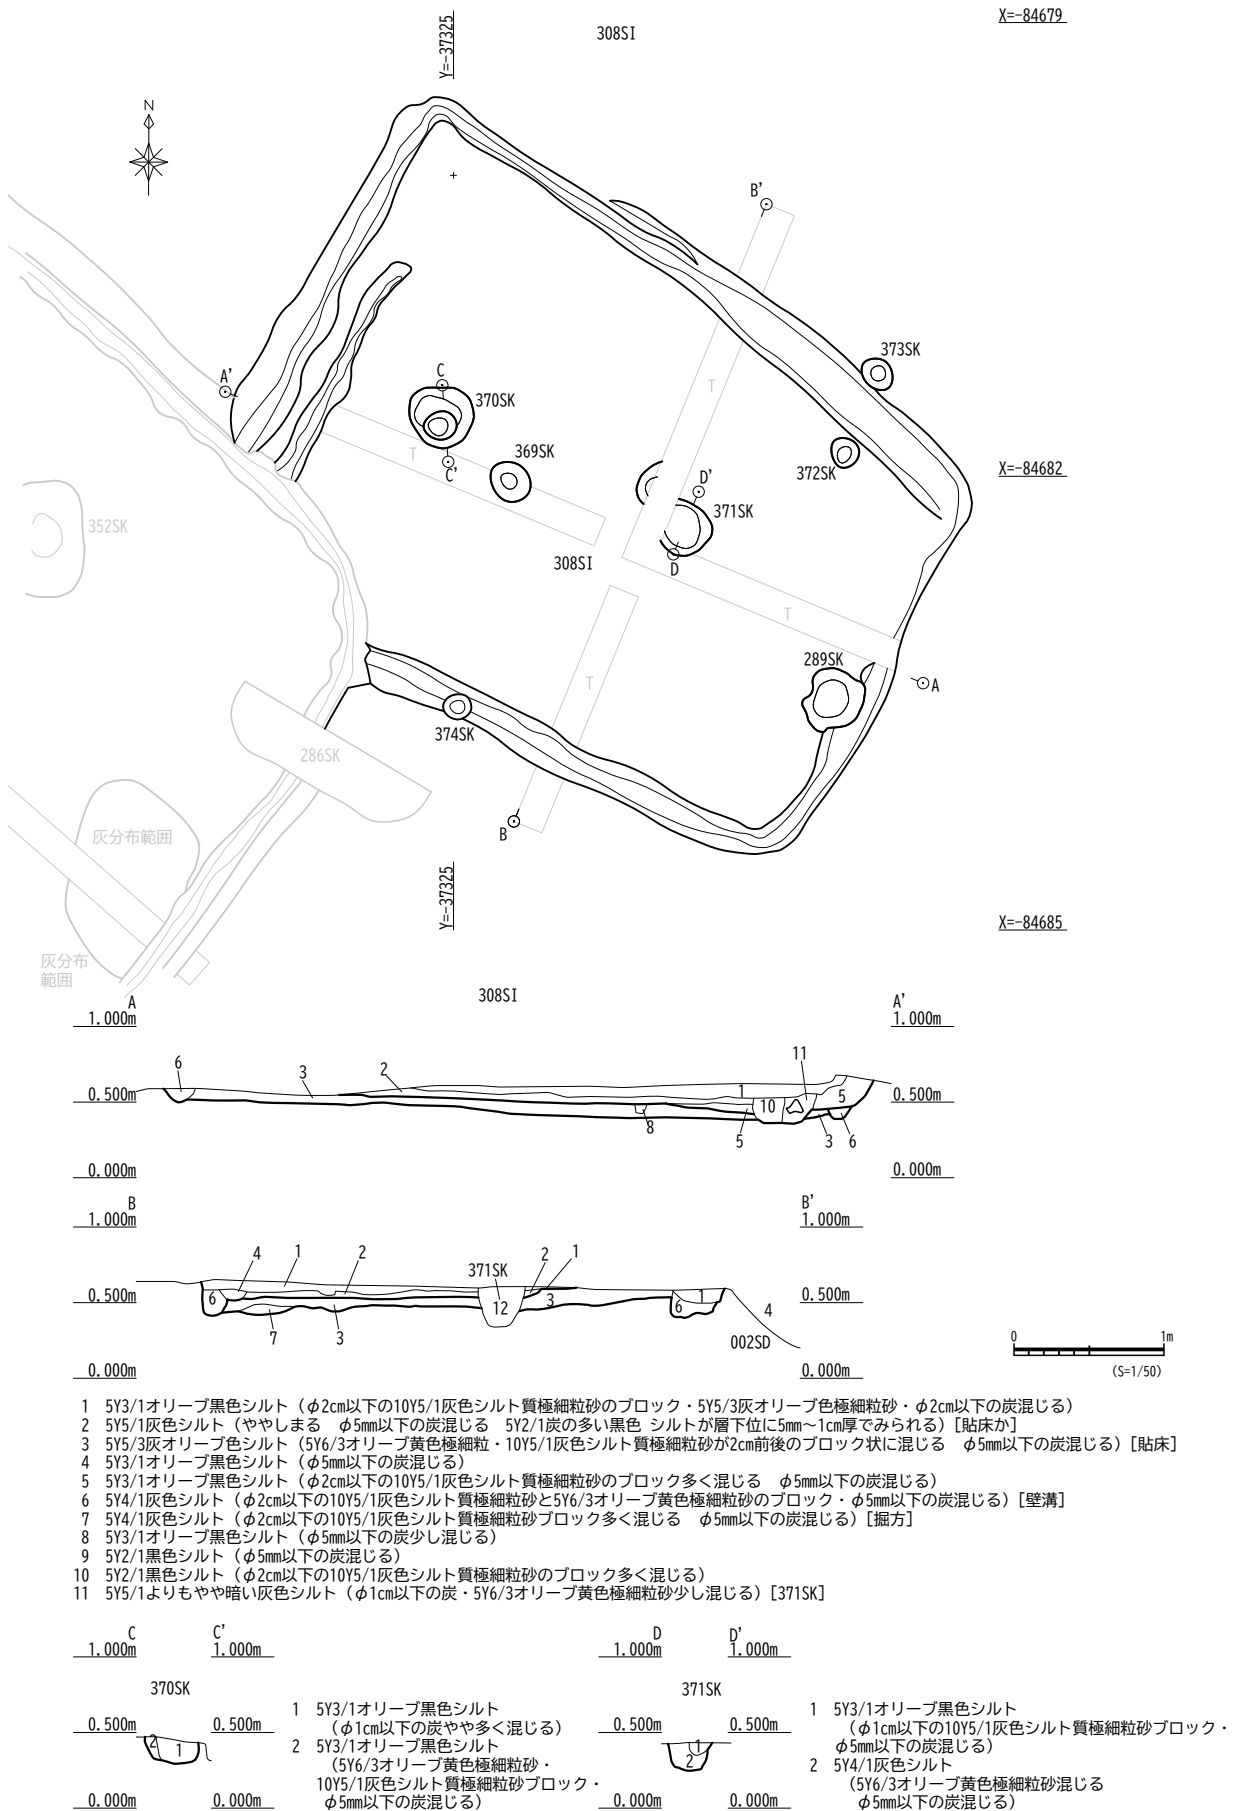 X=-84679
Y=-37325
308SI
N
B'
A'
373SK
C
370SK
T
369SK
T
C'
372SK
X=-84682
D'
371SK
352SK
D
308SI
T
289SK
T
A
374SK
286SK
B
灰分布範囲
Y=-37325
X=-84685
灰分布
範囲
308SI
A
1.000m
A'
1.000m
6
3
2
11
0.500m
1
10
5
0.500m
8
5
3
6
0.000m
0.000m
B
1.000m
B'
1.000m
4
1
2
371SK
2
1
0.500m
6
12
3
6
1
0.500m
4
7
3
002SD
0
1m
(S=1/50)
0.000m
0.000m
1 5Y3/1オリーブ黒色シルト（φ2cm以下の10Y5/1灰色シルト質極細粒砂のブロック・5Y5/3灰オリーブ色極細粒砂・φ2cm以下の炭混じる）
2 5Y5/1灰色シルト（ややしまる　φ5mm以下の炭混じる　5Y2/1炭の多い黒色 シルトが層下位に5mm～1cm厚でみられる）[貼床か]
3 5Y5/3灰オリーブ色シルト（5Y6/3オリーブ黄色極細粒・10Y5/1灰色シルト質極細粒砂が2cm前後のブロック状に混じる　φ5mm以下の炭混じる）[貼床]
4 5Y3/1オリーブ黒色シルト（φ5mm以下の炭混じる）
5 5Y3/1オリーブ黒色シルト（φ2cm以下の10Y5/1灰色シルト質極細粒砂のブロック多く混じる　φ5mm以下の炭混じる）
6 5Y4/1灰色シルト（φ2cm以下の10Y5/1灰色シルト質極細粒砂と5Y6/3オリーブ黄色極細粒砂のブロック・φ5mm以下の炭混じる）[壁溝]
7 5Y4/1灰色シルト（φ2cm以下の10Y5/1灰色シルト質極細粒砂ブロック多く混じる　φ5mm以下の炭混じる）[掘方]
8 5Y3/1オリーブ黒色シルト（φ5mm以下の炭少し混じる）
9 5Y2/1黒色シルト（φ5mm以下の炭混じる）
10 5Y2/1黒色シルト（φ2cm以下の10Y5/1灰色シルト質極細粒砂のブロック多く混じる）
11 5Y5/1よりもやや暗い灰色シルト（φ1cm以下の炭・5Y6/3オリーブ黄色極細粒砂少し混じる）[371SK]
C
1.000m
C'
1.000m
370SK
0.500m
0.500m
2
1
0.000m
0.000m
1 5Y3/1オリーブ黒色シルト
（φ1cm以下の炭やや多く混じる）
2 5Y3/1オリーブ黒色シルト
（5Y6/3オリーブ黄色極細粒砂・
10Y5/1灰色シルト質極細粒砂ブロック・
φ5mm以下の炭混じる）
D
1.000m
D'
1.000m
371SK
0.500m
0.500m
1
2
0.000m
0.000m
1 5Y3/1オリーブ黒色シルト
（φ1cm以下の10Y5/1灰色シルト質極細粒砂ブロック・
φ5mm以下の炭混じる）
2 5Y4/1灰色シルト
（5Y6/3オリーブ黄色極細粒砂混じる
φ5mm以下の炭混じる）